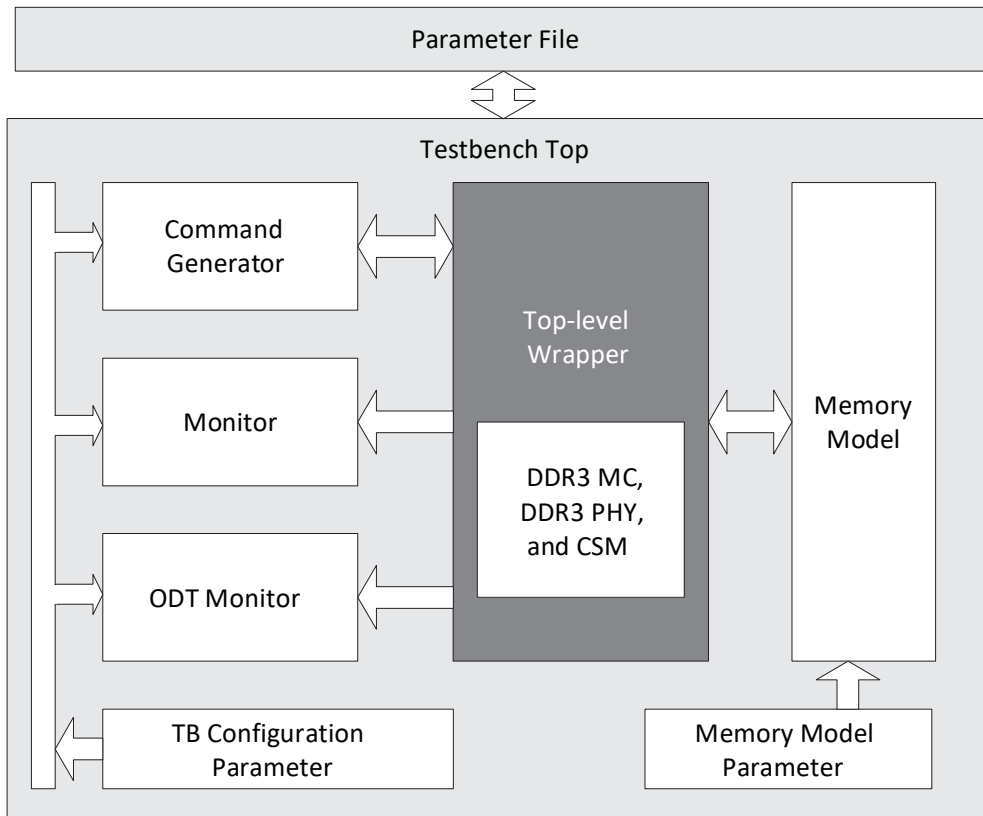 Parameter File
Testbench Top
Command
Generator
Top-level
Wrapper
Monitor
Memory
Model
DDR3 MC,
DDR3 PHY,
and CSM
ODT Monitor
TB Configuration
Parameter
Memory Model
Parameter